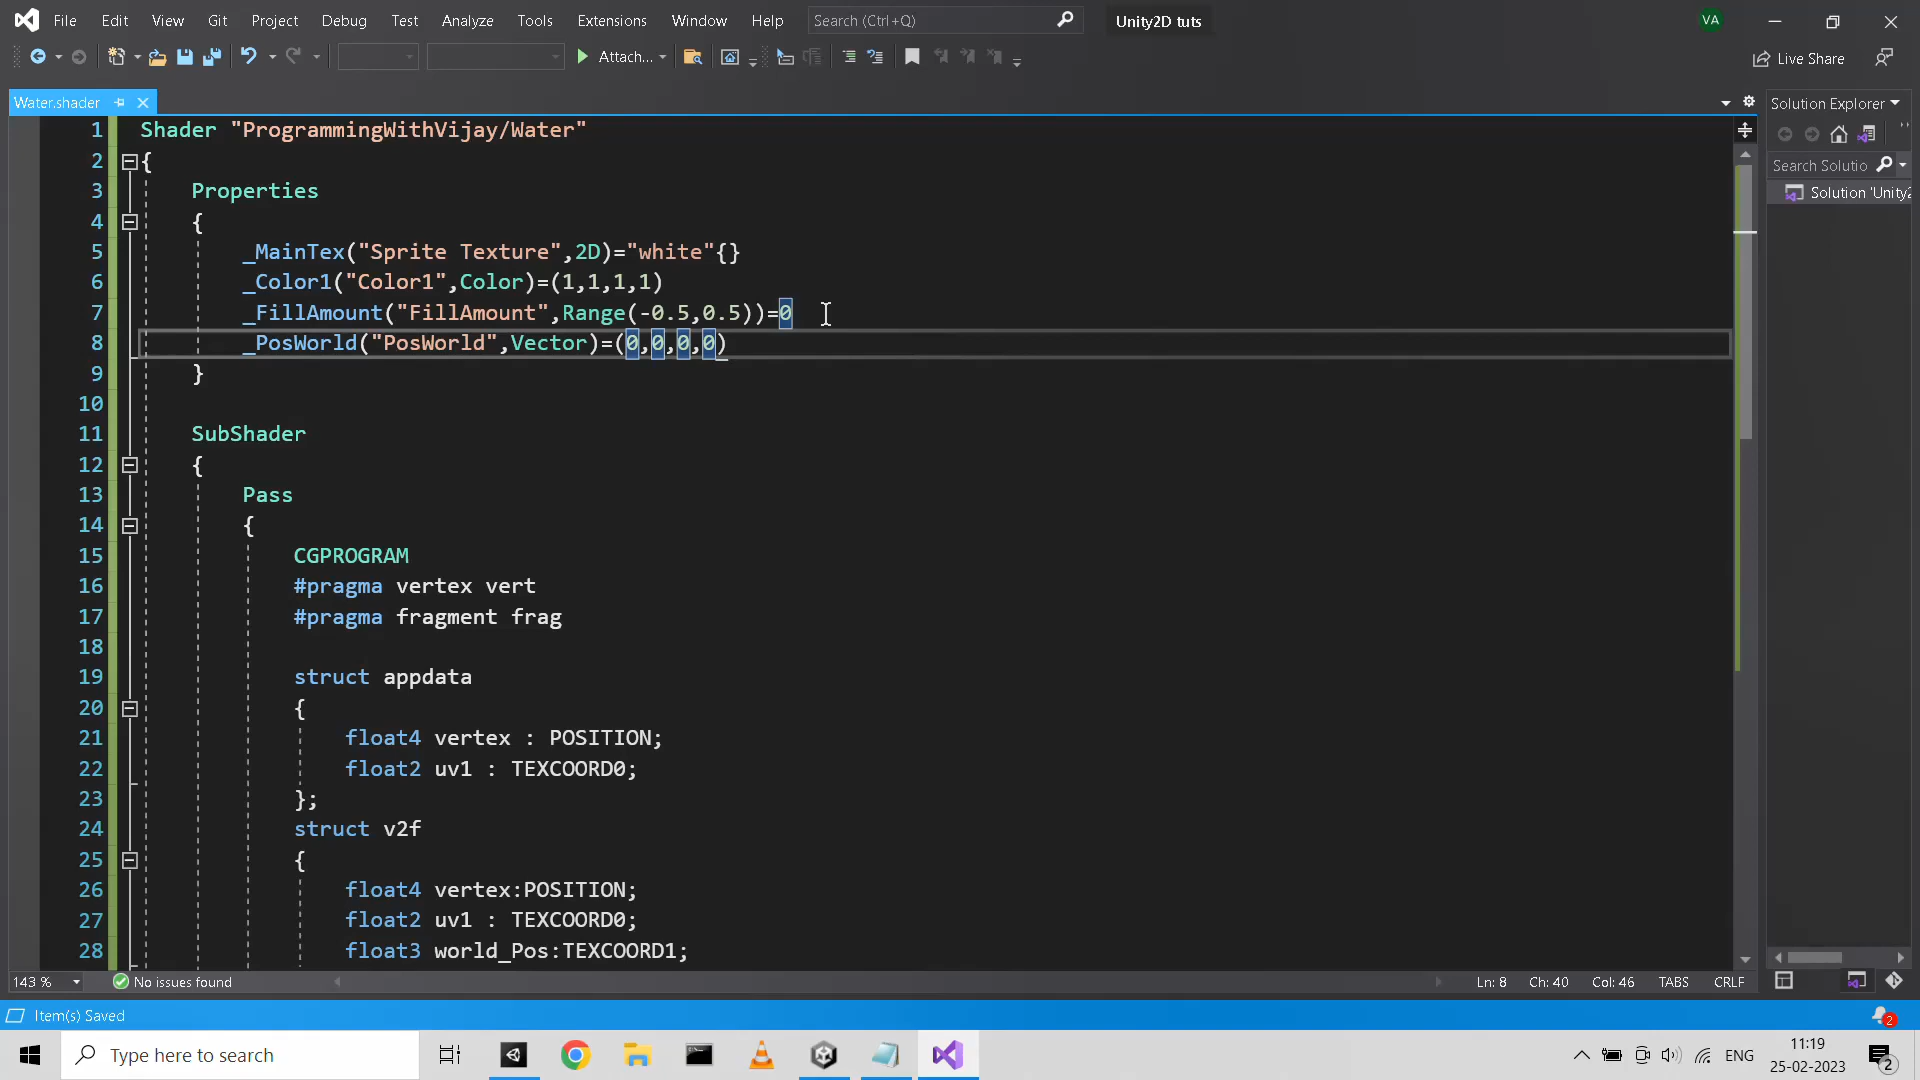 File Edit View Git Project Debug Test Analyze Tools Extensions Window Help Search (Ctrl+Q) Unity2D tuts VA
Attach... Live Share
Water.shader Solution Explorer
1 Shader "ProgrammingWithVijay/Water"
2 {
3 Properties
4 {
5 _MainTex("Sprite Texture",2D)="white"{}
6 _Color1("Color1",Color)=(1,1,1,1)
7 _FillAmount("FillAmount",Range(-0.5,0.5))=0
8 _PosWorld("PosWorld",Vector)=(0,0,0,0)
9 }
10
11 SubShader
12 {
13 Pass
14 {
15 CGPROGRAM
16 #pragma vertex vert
17 #pragma fragment frag
18
19 struct appdata
20 {
21 float4 vertex : POSITION;
22 float2 uv1 : TEXCOORD0;
23 };
24 struct v2f
25 {
26 float4 vertex:POSITION;
27 float2 uv1 : TEXCOORD0;
28 float3 world_Pos:TEXCOORD1;
Search Solutio
Solution 'Unity2
143 % No issues found Ln: 8 Ch: 40 Col: 46 TABS CRLF
Item(s) Saved 2
Type here to search ENG 11:19
25-02-2023 2